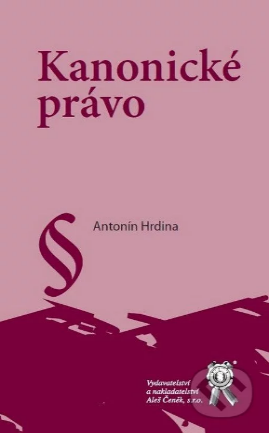 Kanonické
právo
§
Antonín Hrdina
Vydavatelství
a nakladatelství
Aleš Čeněk, s.r.o.